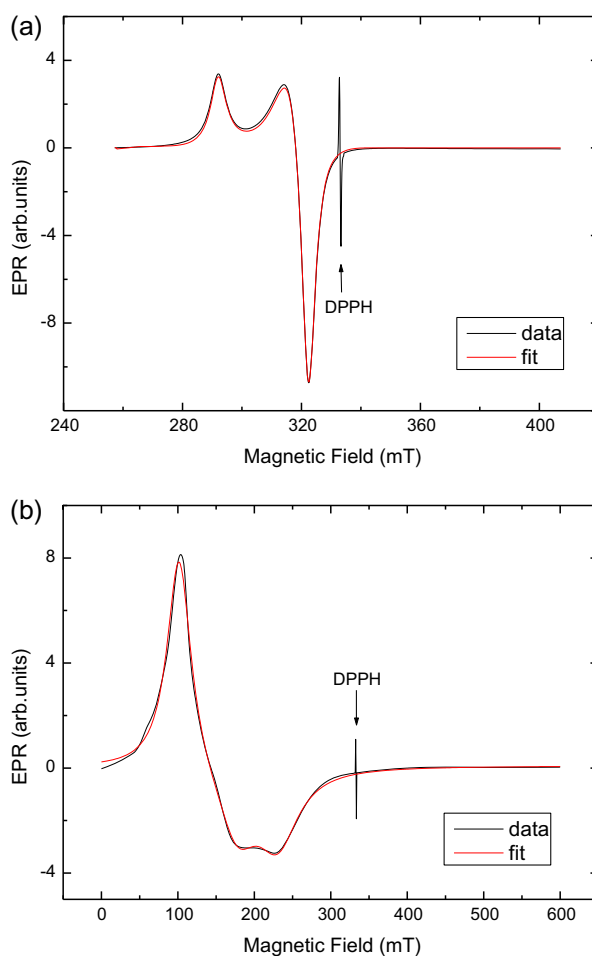 (a)
4
0
-4
-8
EPR (arb.units)
DPPH
data
fit
240 280 320 360 400
Magnetic Field (mT)
(b)
8
4
0
-4
EPR (arb.units)
DPPH
data
fit
0 100 200 300 400 500 600
Magnetic Field (mT)